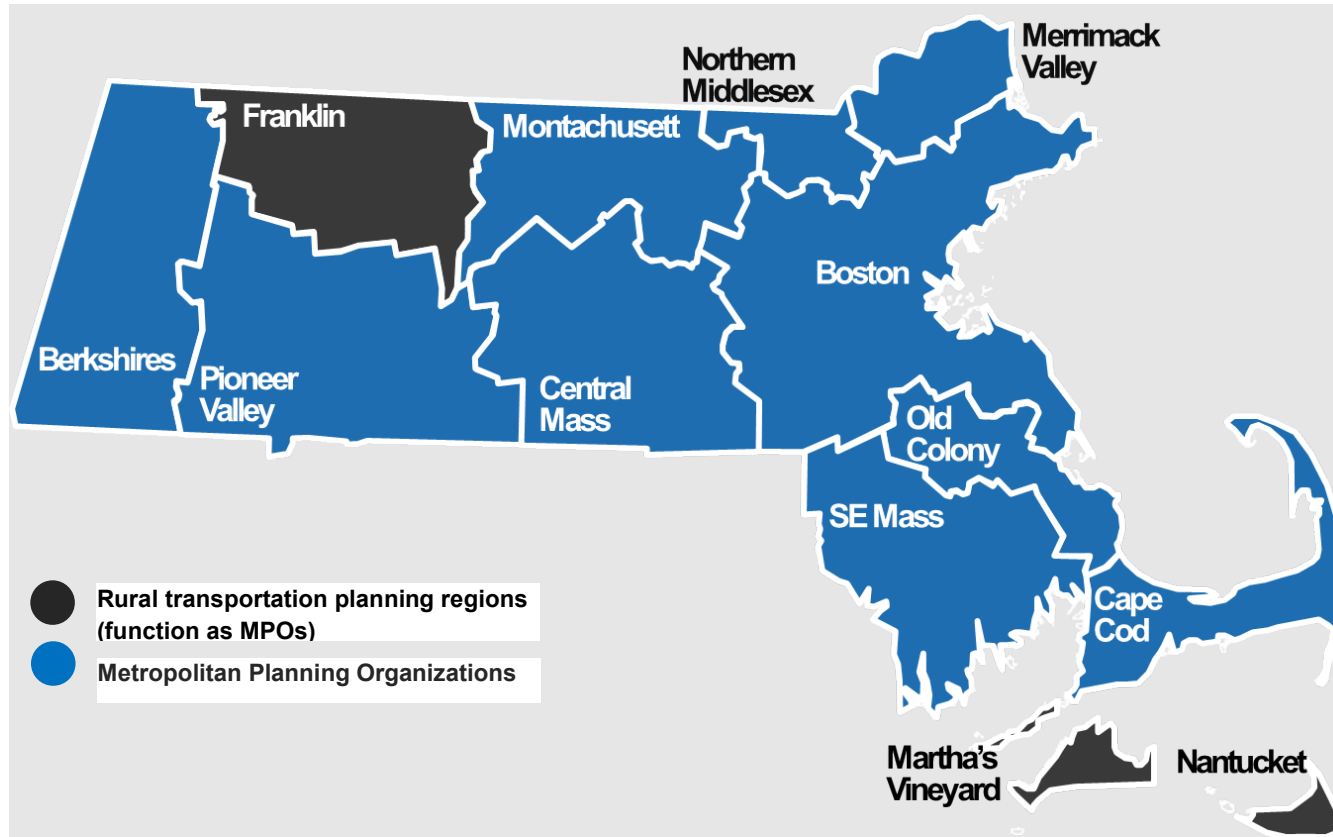 Northern
Middlesex
Merrimack
Valley
Franklin
Montachusett
Boston
Berkshires
Pioneer
Valley
Central
Mass
Old
Colony
SE Mass
Cape
Cod
Martha's
Vineyard
Nantucket
Rural transportation planning regions
(function as MPOs)
Metropolitan Planning Organizations